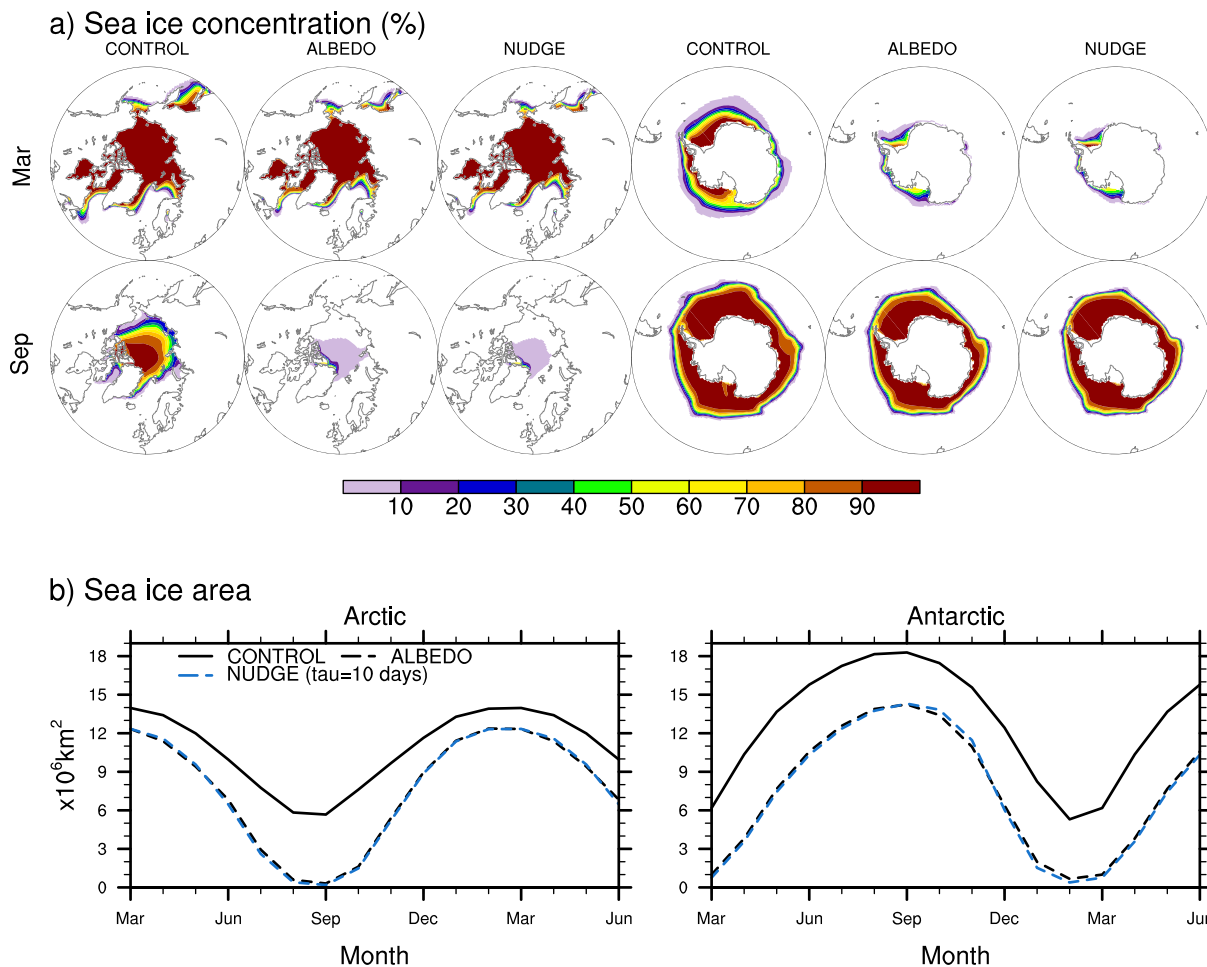 a) Sea ice concentration (%)
CONTROL ALBEDO NUDGE CONTROL ALBEDO NUDGE
Mar
Sep
10 20 30 40 50 60 70 80 90
b) Sea ice area
Arctic Antarctic
CONTROL ALBEDO
NUDGE (tau=10 days)
x10⁶km²
18 18
15 15
12 12
9 9
6 6
3 3
0 0
Mar Jun Sep Dec Mar Jun Mar Jun Sep Dec Mar Jun
Month Month